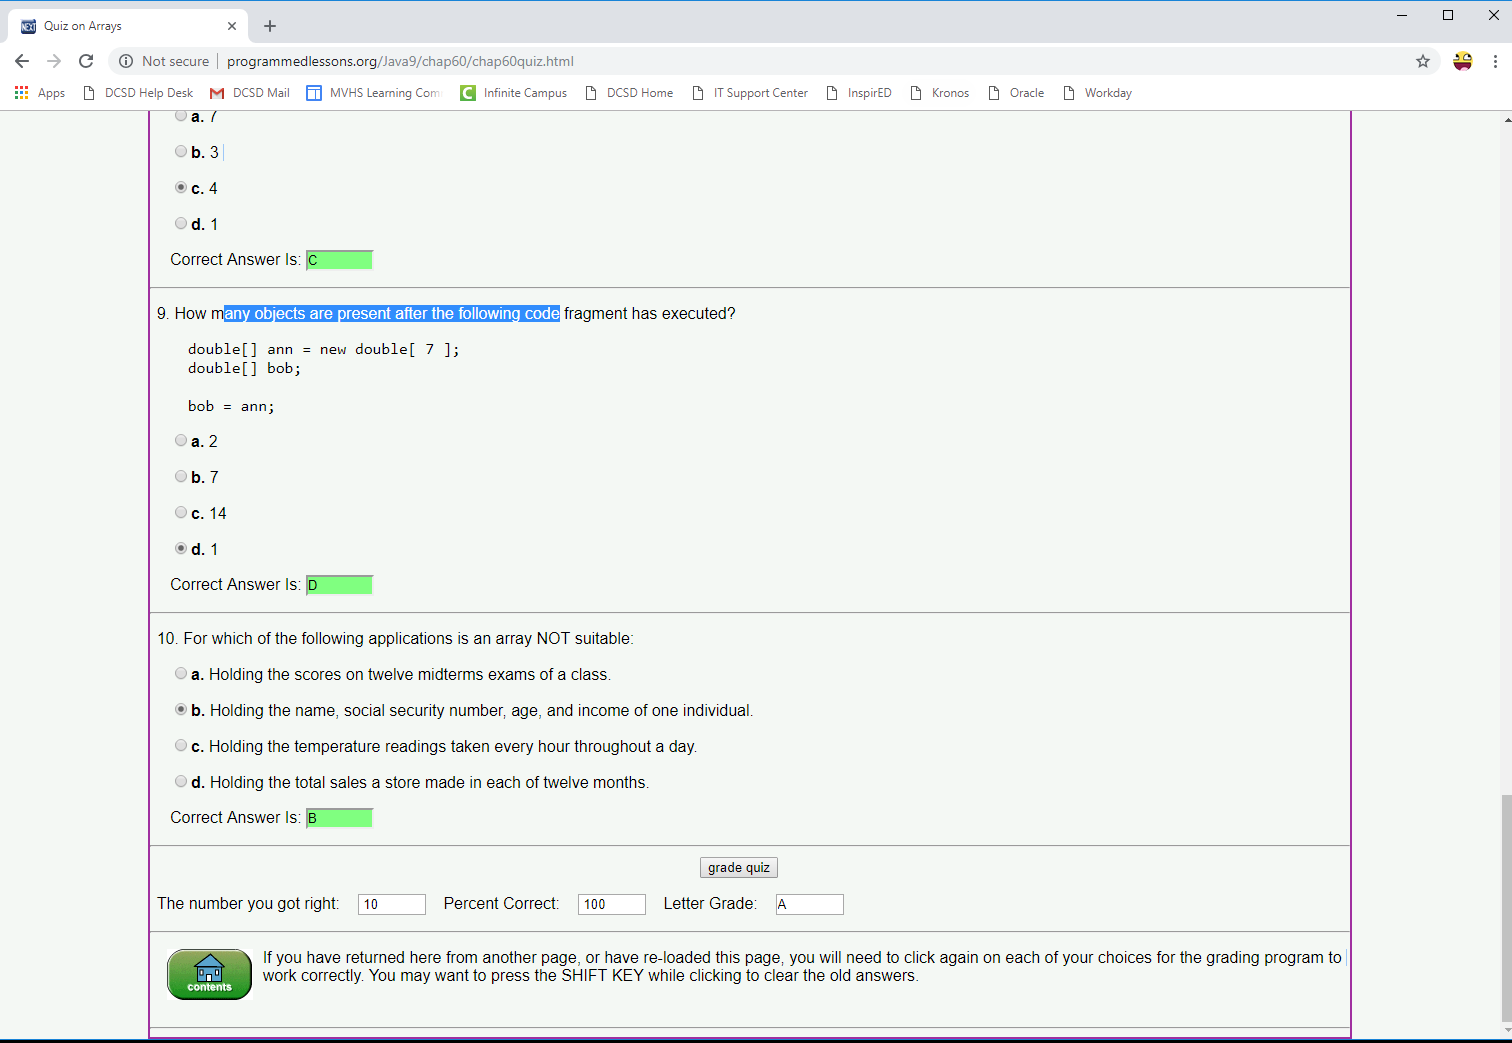 NEXT Quiz on Arrays
Not secure programmedlessons.org/Java9/chap60/chap60quiz.html
Apps DCSD Help Desk DCSD Mail MVHS Learning Com Infinite Campus DCSD Home IT Support Center InspirED Kronos Oracle Workday
a. 7
b. 3
c. 4
d. 1
Correct Answer Is: C
9. How many objects are present after the following code fragment has executed?
double[] ann = new double[ 7 ];
double[] bob;
bob = ann;
a. 2
b. 7
c. 14
d. 1
Correct Answer Is: D
10. For which of the following applications is an array NOT suitable:
a. Holding the scores on twelve midterms exams of a class.
b. Holding the name, social security number, age, and income of one individual.
c. Holding the temperature readings taken every hour throughout a day.
d. Holding the total sales a store made in each of twelve months.
Correct Answer Is: B
grade quiz
The number you got right: 10 Percent Correct: 100 Letter Grade: A
If you have returned here from another page, or have re-loaded this page, you will need to click again on each of your choices for the grading program to
work correctly. You may want to press the SHIFT KEY while clicking to clear the old answers.
contents